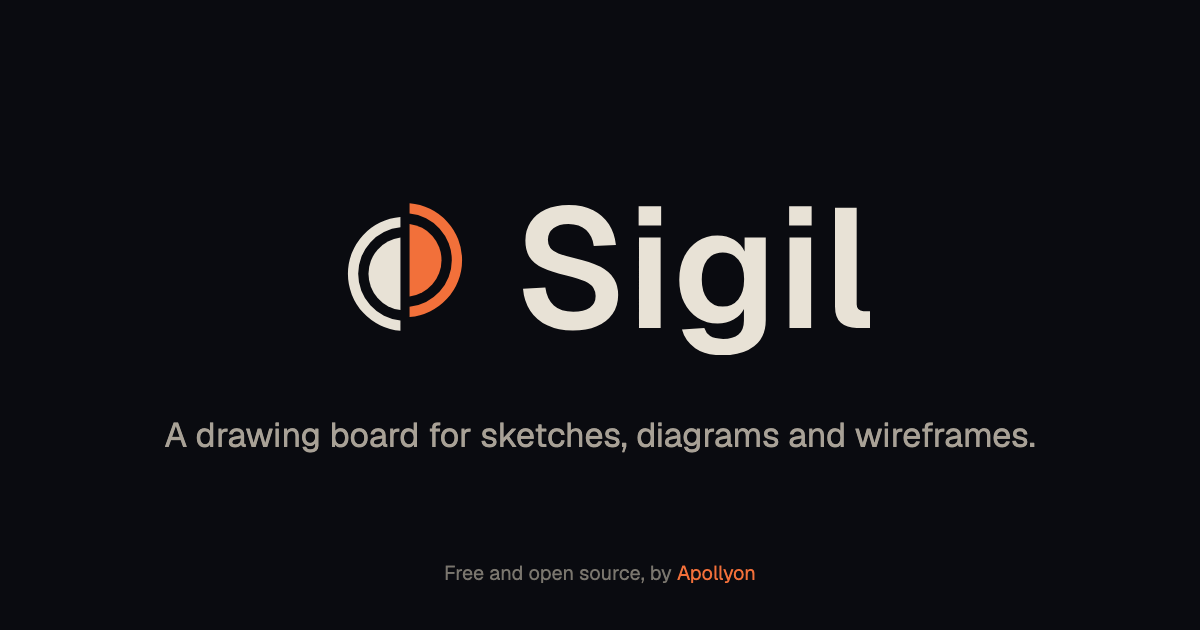 Sigil
A drawing board for sketches, diagrams and wireframes.
Free and open source, by Apollyon